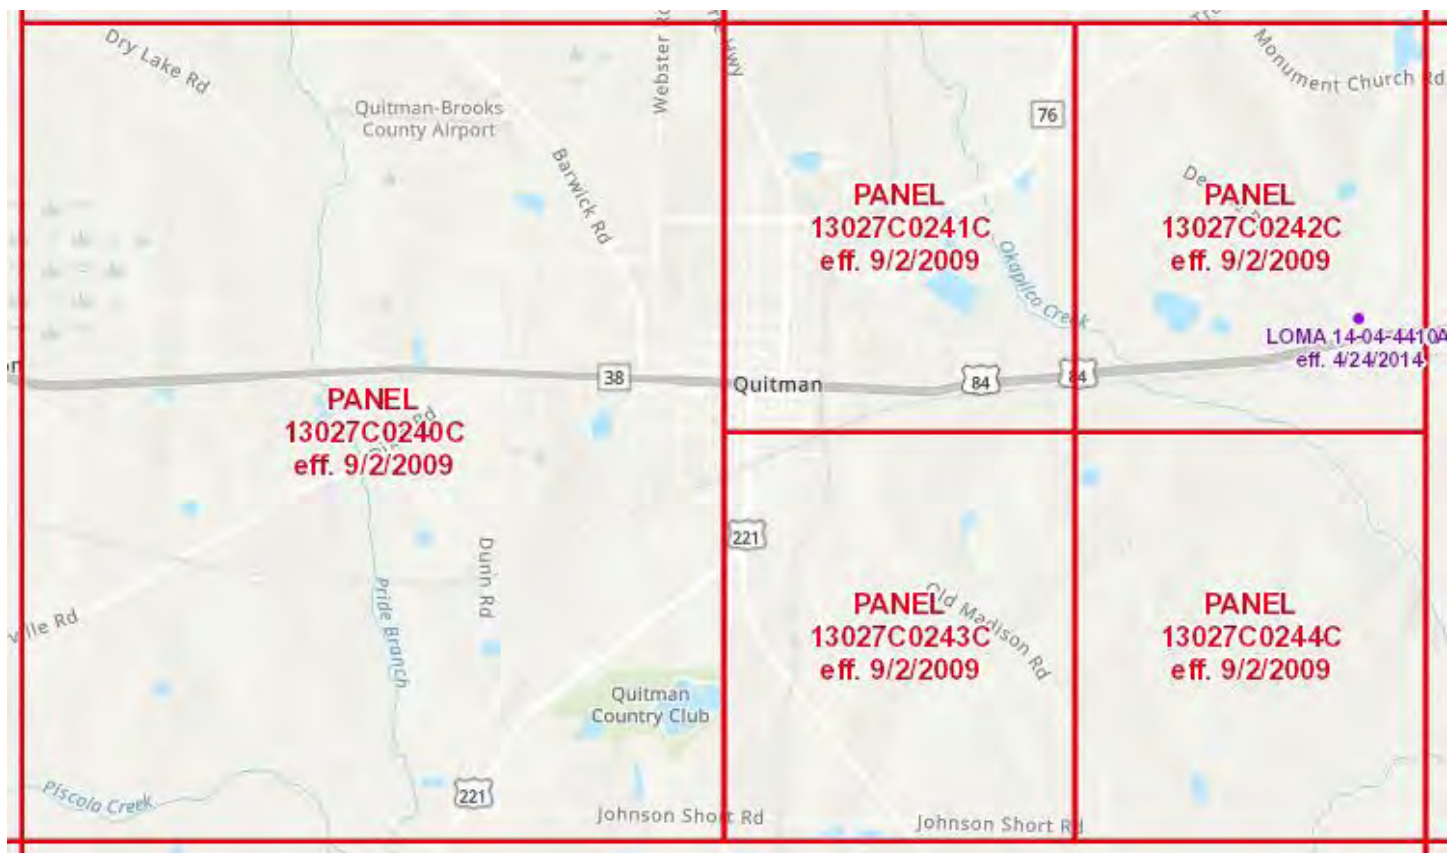 Dry Lake Rd
Quitman-Brooks
County Airport
Barwick Rd
Webster
Hwy
76
Monument Church Rd
PANEL
13027C0241C
eff. 9/2/2009
PANEL
13027C0242C
eff. 9/2/2009
Okapilco Creek
LOMA 14-04-4410A
eff. 4/24/2014
38
Quitman
84
84
PANEL
13027C0240C
eff. 9/2/2009
Rd
221
Dunn Rd
Pride Branch
ville Rd
PANEL
13027C0243C
eff. 9/2/2009
Old Madison Rd
PANEL
13027C0244C
eff. 9/2/2009
Quitman
Country Club
221
Piscola Creek
Johnson Short Rd
Johnson Short Rd